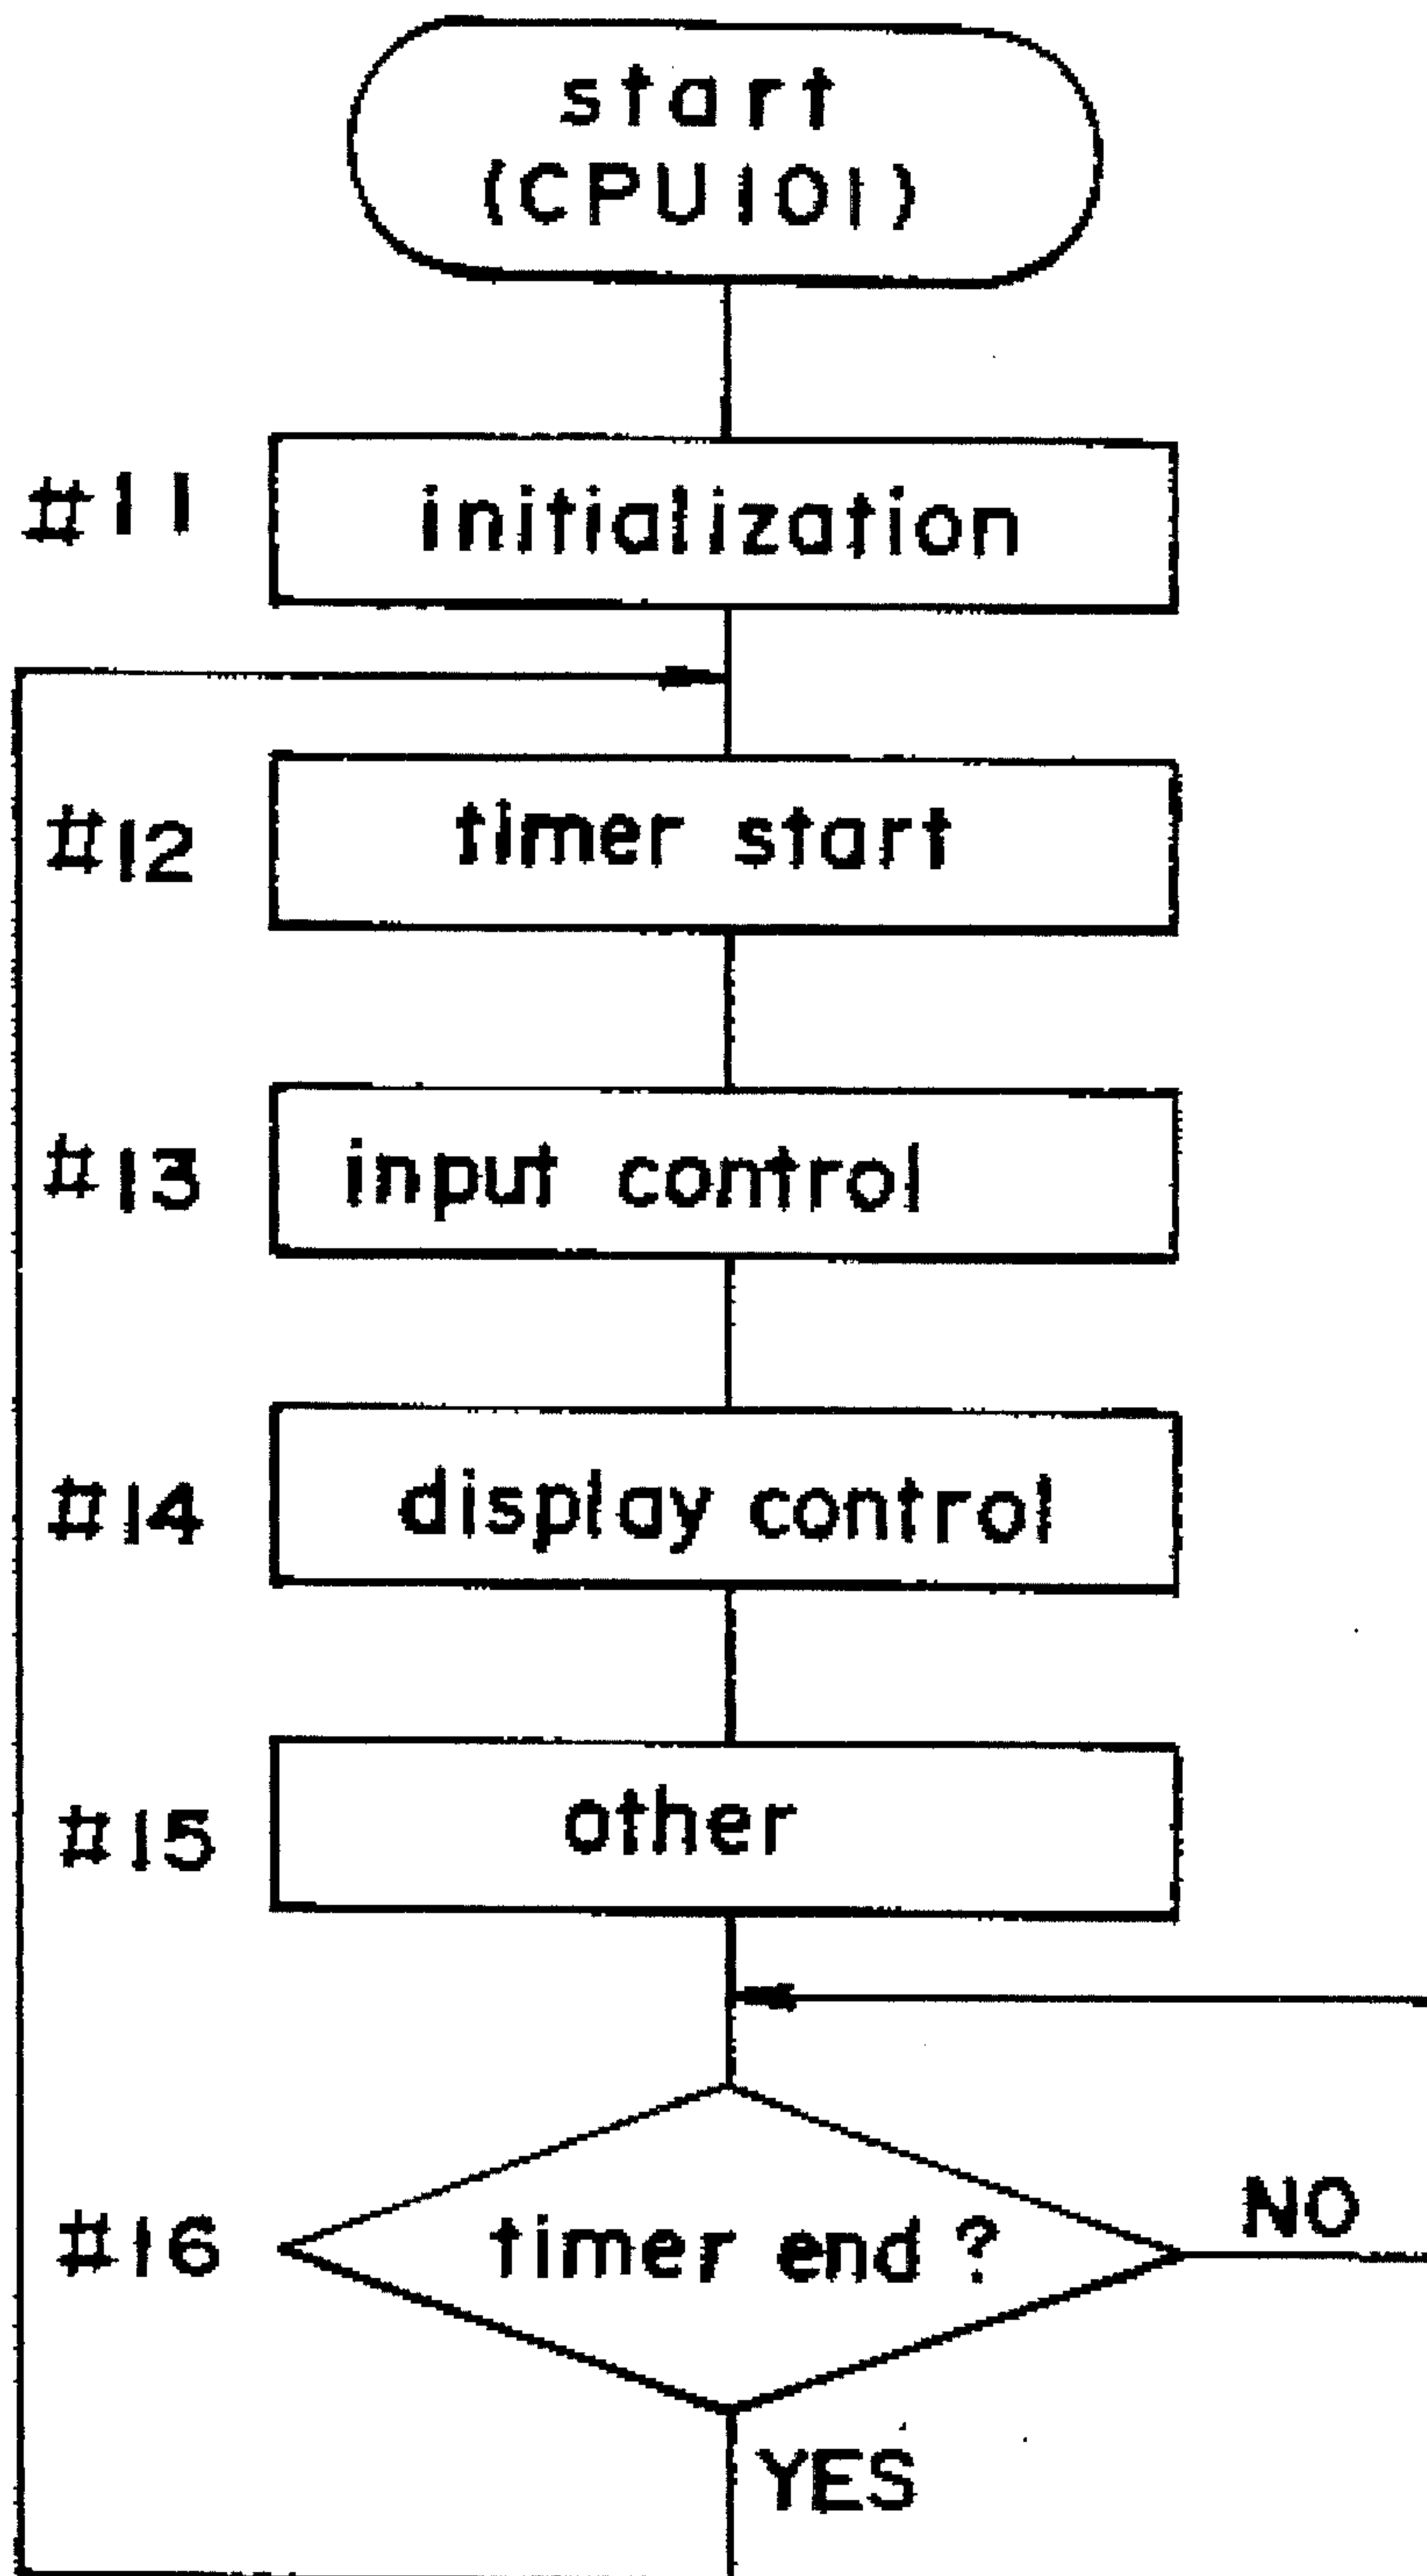 start
(CPU101)
#11
initialization
#12
timer start
#13
input control
#14
display control
#15
other
#16
timer end ?
NO
YES